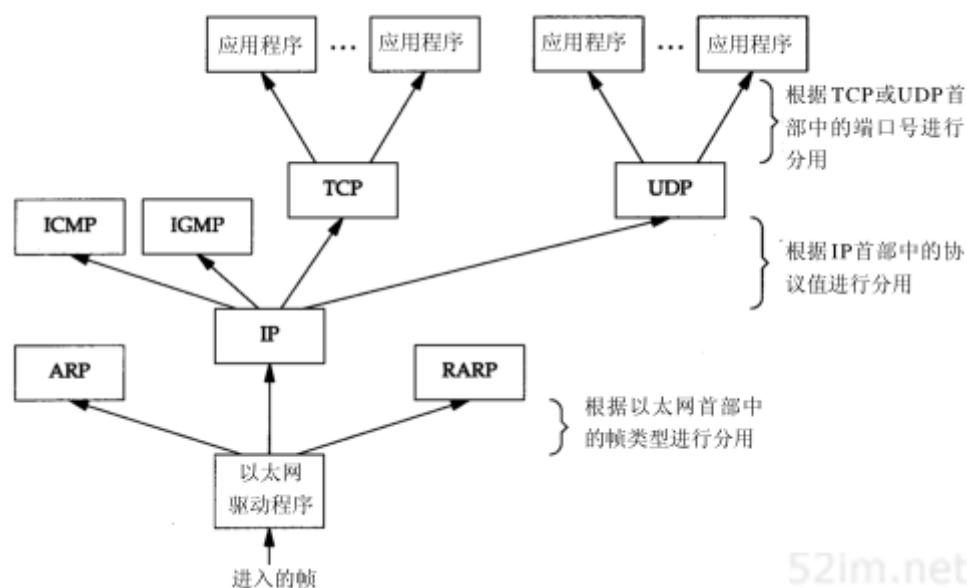 应用程序 ... 应用程序 应用程序 ... 应用程序
根据TCP或UDP首
部中的端口号进行
分用
TCP UDP
ICMP IGMP
根据IP首部中的协
议值进行分用
IP
ARP RARP
根据以太网首部中
的帧类型进行分用
以太网
驱动程序
进入的帧
52im.net